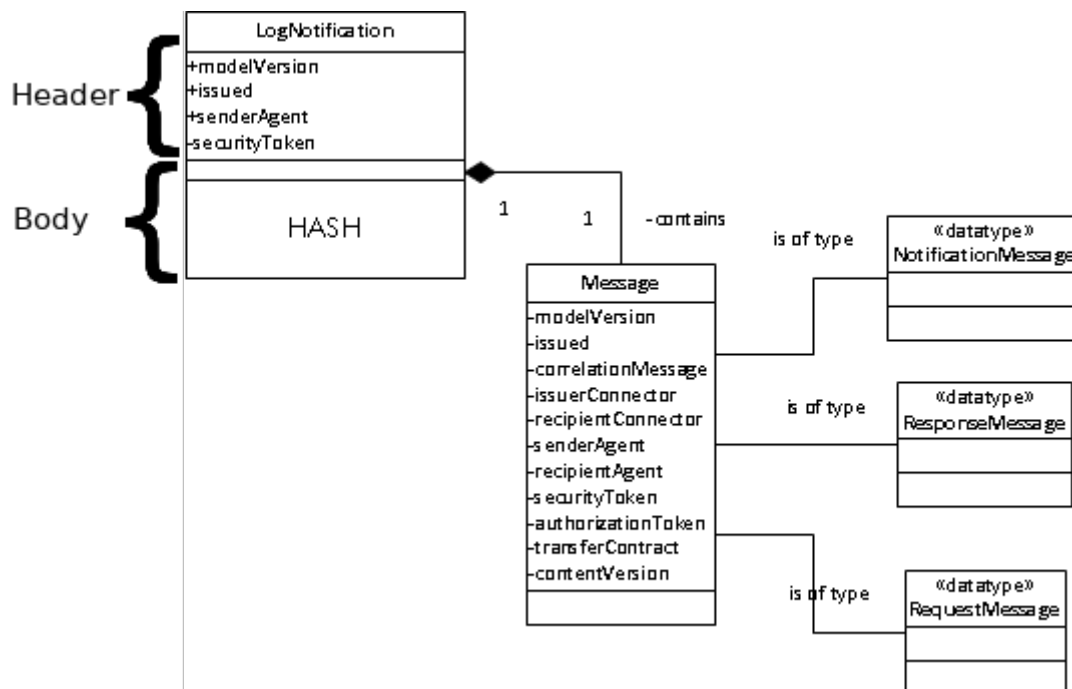 LogNotification
+modelVersion
+issued
+senderAgent
-securityToken
Header
Body
HASH
1
1
-contains
Message
-modelVersion
-issued
-correlationMessage
-issuerConnector
-recipientConnector
-senderAgent
-recipientAgent
-securityToken
-authorizationToken
-transferContract
-contentVersion
is of type
«datatype»
NotificationMessage
is of type
«datatype»
ResponseMessage
is of type
«datatype»
RequestMessage